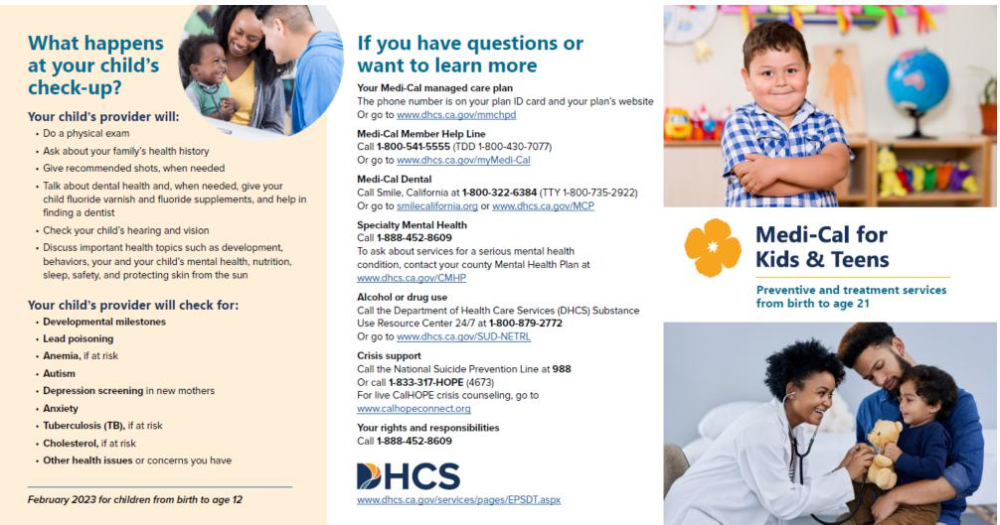 What happens
at your child's
check-up?
Your child's provider will:
• Do a physical exam
• Ask about your family's health history
• Give recommended shots, when needed
• Talk about dental health and, when needed, give your
child fluoride varnish and fluoride supplements, and help in
finding a dentist
• Check your child's hearing and vision
• Discuss important health topics such as development,
behaviors, your and your child's mental health, nutrition,
sleep, safety, and protecting skin from the sun
Your child's provider will check for:
• Developmental milestones
• Lead poisoning
• Anemia, if at risk
• Autism
• Depression screening in new mothers
• Anxiety
• Tuberculosis (TB), if at risk
• Cholesterol, if at risk
• Other health issues or concerns you have
February 2023 for children from birth to age 12
If you have questions or
want to learn more
Your Medi-Cal managed care plan
The phone number is on your plan ID card and your plan's website
Or go to www.dhcs.ca.gov/mmchpd
Medi-Cal Member Help Line
Call 1-800-541-5555 (TDD 1-800-430-7077)
Or go to www.dhcs.ca.gov/myMedi-Cal
Medi-Cal Dental
Call Smile, California at 1-800-322-6384 (TTY 1-800-735-2922)
Or go to smilecalifornia.org or www.dhcs.ca.gov/MCP
Specialty Mental Health
Call 1-888-452-8609
To ask about services for a serious mental health
condition, contact your county Mental Health Plan at
www.dhcs.ca.gov/CMHP
Alcohol or drug use
Call the Department of Health Care Services (DHCS) Substance
Use Resource Center 24/7 at 1-800-879-2772
Or go to www.dhcs.ca.gov/SUD-NETRL
Crisis support
Call the National Suicide Prevention Line at 988
Or call 1-833-317-HOPE (4673)
For live CalHOPE crisis counseling, go to
www.calhopeconnect.org
Your rights and responsibilities
Call 1-888-452-8609
DHCS
www.dhcs.ca.gov/services/pages/EPSDT.aspx
Medi-Cal for
Kids & Teens
Preventive and treatment services
from birth to age 21